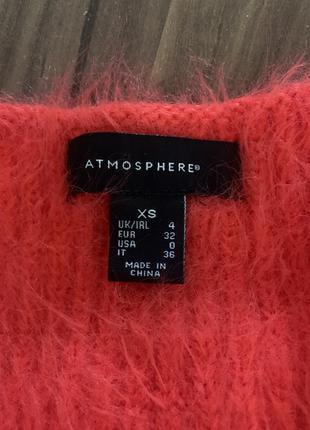 ATMOSPHERE®
XS
UK/IRL 4
EUR 32
USA 0
IT 36
MADE IN
CHINA